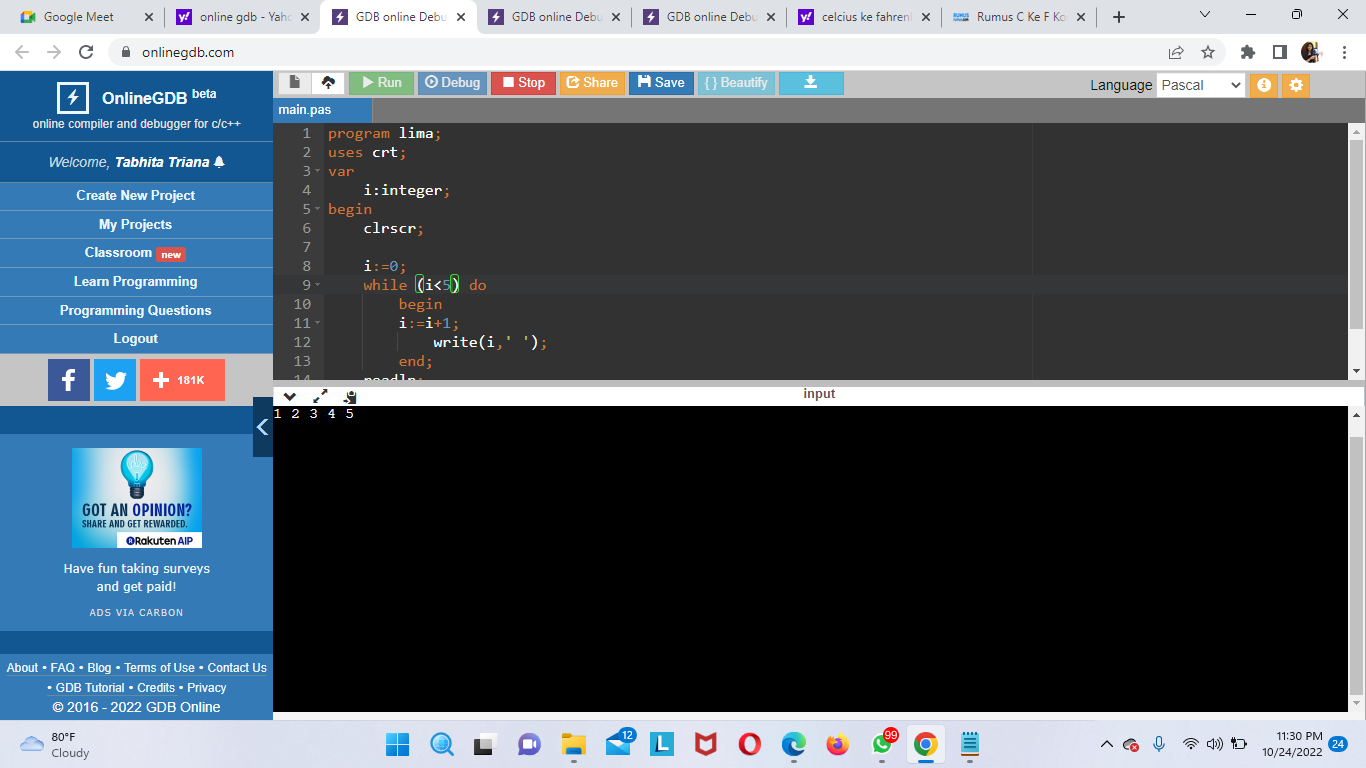 Google Meet
online gdb - Yaho
GDB online Debu
GDB online Debu
GDB online Debu
celcius ke fahrenh
Rumus C Ke F Ko
onlinegdb.com
Run
Debug
Stop
Share
Save
{ } Beautify
Language Pascal
OnlineGDB beta
online compiler and debugger for c/c++
Welcome, Tabhita Triana
Create New Project
My Projects
Classroom new
Learn Programming
Programming Questions
Logout
181K
GOT AN OPINION?
SHARE AND GET REWARDED.
Rakuten AIP
Have fun taking surveys
and get paid!
ADS VIA CARBON
About • FAQ • Blog • Terms of Use • Contact Us
• GDB Tutorial • Credits • Privacy
© 2016 - 2022 GDB Online
main.pas
1 program lima;
2 uses crt;
3 var
4 i:integer;
5 begin
6 clrscr;
7
8 i:=0;
9 while (i<5) do
10 begin
11 i:=i+1;
12 write(i,' ');
13 end;
14 readln;
input
1 2 3 4 5
80°F
Cloudy
12
99
11:30 PM
10/24/2022
24